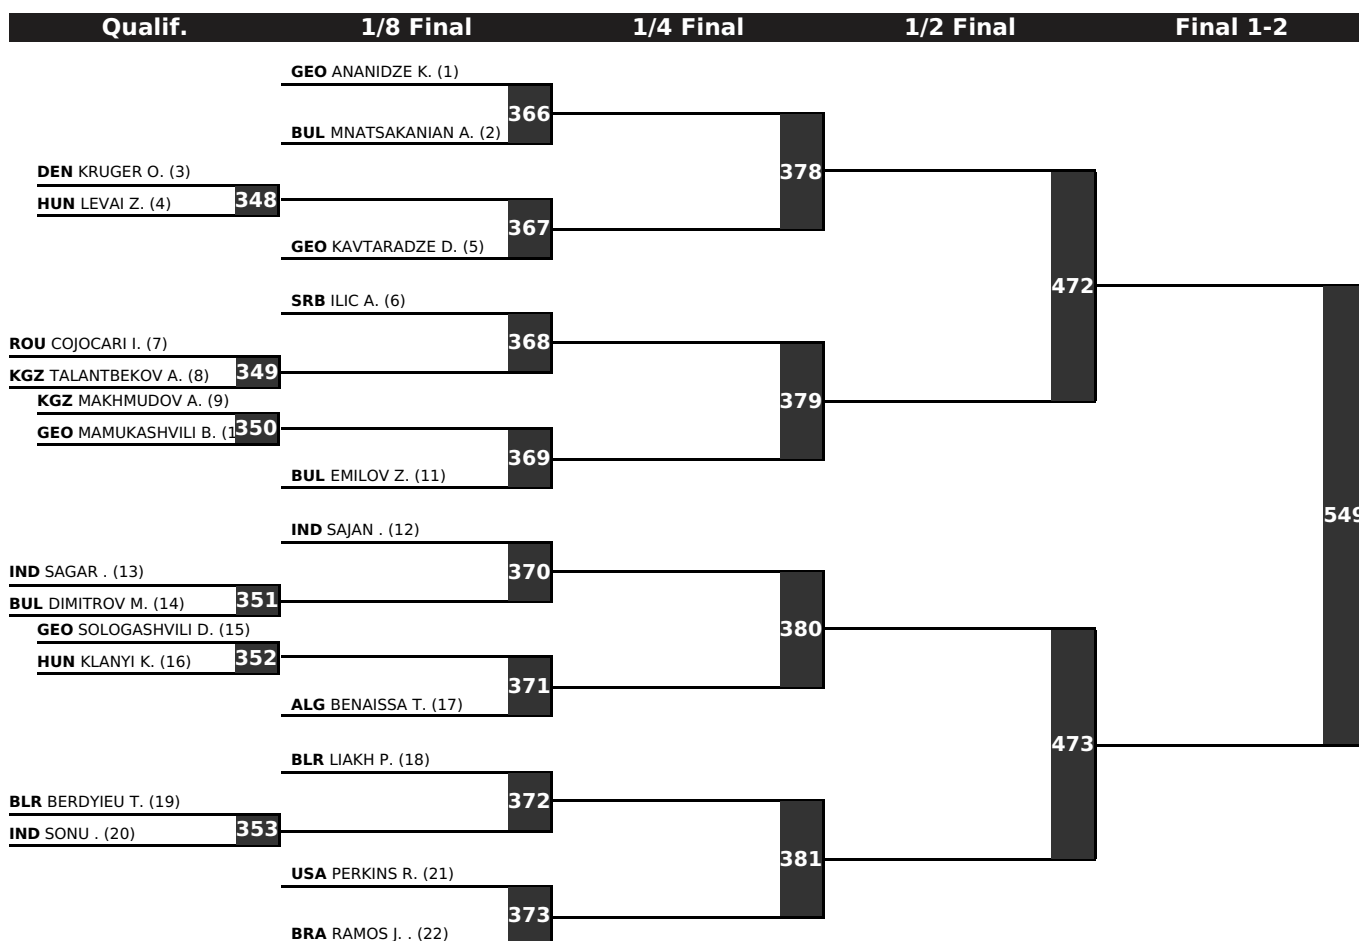 Qualif. 1/8 Final 1/4 Final 1/2 Final Final 1-2
GEO ANANIDZE K. (1)
366
BUL MNATSAKANIAN A. (2)
DEN KRUGER O. (3)
378
HUN LEVAI Z. (4) 348
367
GEO KAVTARADZE D. (5)
472
SRB ILIC A. (6)
ROU COJOCARI I. (7)
368
KGZ TALANTBEKOV A. (8) 349
KGZ MAKHMUDOV A. (9)
379
GEO MAMUKASHVILI B. (1 350
369
BUL EMILOV Z. (11)
549
IND SAJAN . (12)
IND SAGAR . (13)
370
BUL DIMITROV M. (14) 351
GEO SOLOGASHVILI D. (15)
380
HUN KLANYI K. (16) 352
371
ALG BENAISSA T. (17)
473
BLR LIAKH P. (18)
BLR BERDYIEU T. (19)
372
IND SONU . (20) 353
381
USA PERKINS R. (21)
373
BRA RAMOS J. . (22)